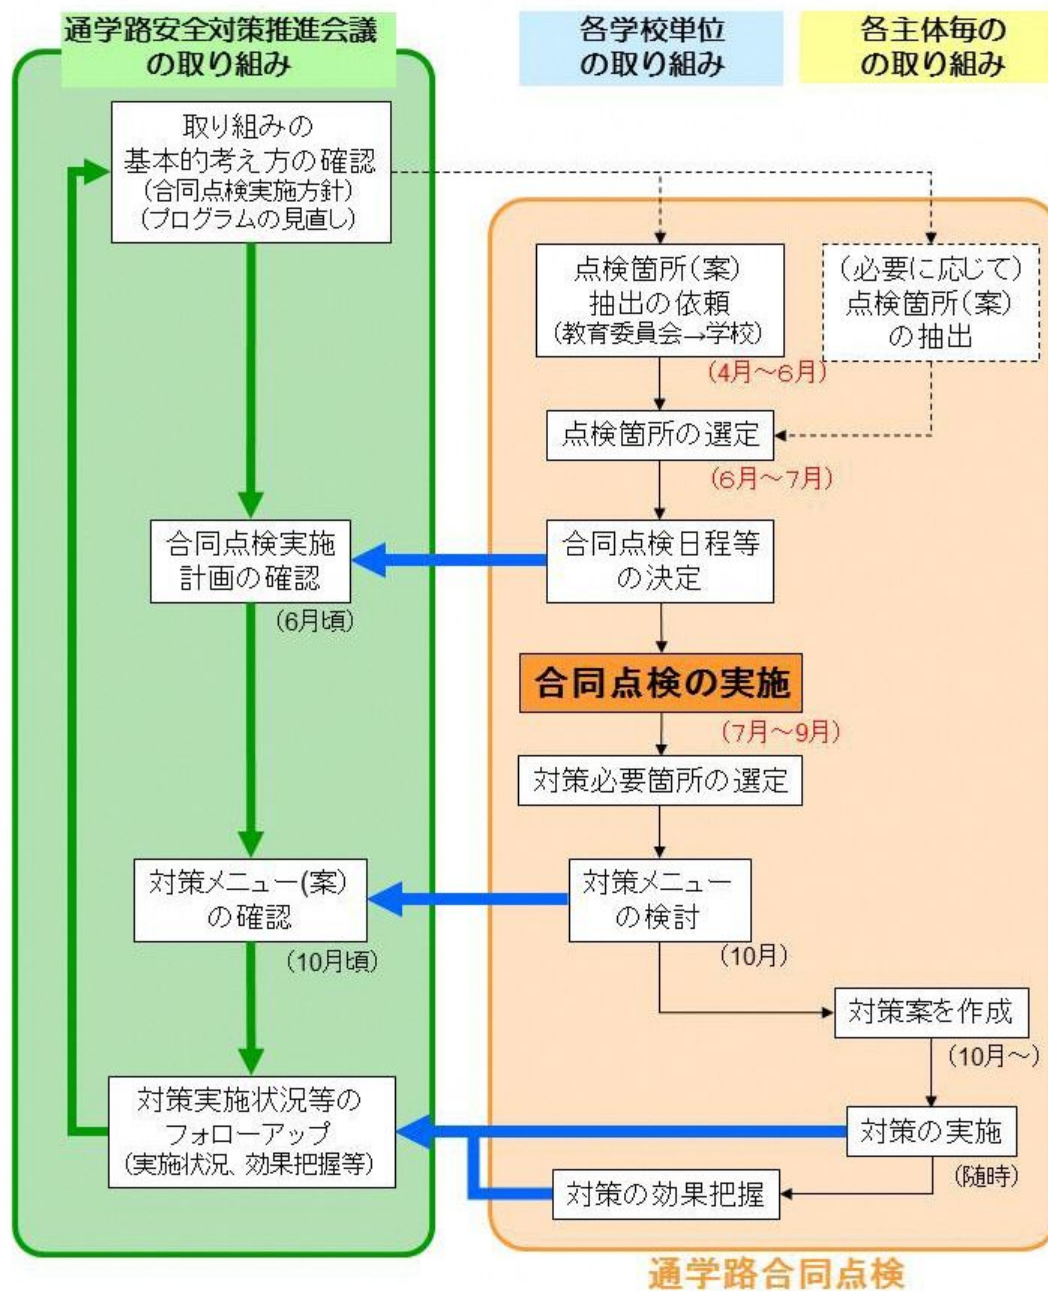 通学路安全対策推進会議
の取り組み
各学校単位
の取り組み
各主体毎の
の取り組み
取り組みの
基本的考え方の確認
(合同点検実施方針)
(プログラムの見直し)
点検箇所(案)
抽出の依頼
(教育委員会→学校)
(4月～6月)
(必要に応じて)
点検箇所(案)
の抽出
点検箇所の選定
(6月～7月)
合同点検実施
計画の確認
(6月頃)
合同点検日程等
の決定
合同点検の実施
(7月～9月)
対策必要箇所の選定
対策メニュー(案)
の確認
(10月頃)
対策メニュー
の検討
(10月)
対策案を作成
(10月～)
対策実施状況等の
フォローアップ
(実施状況、効果把握等)
対策の実施
(随時)
対策の効果把握
通学路合同点検